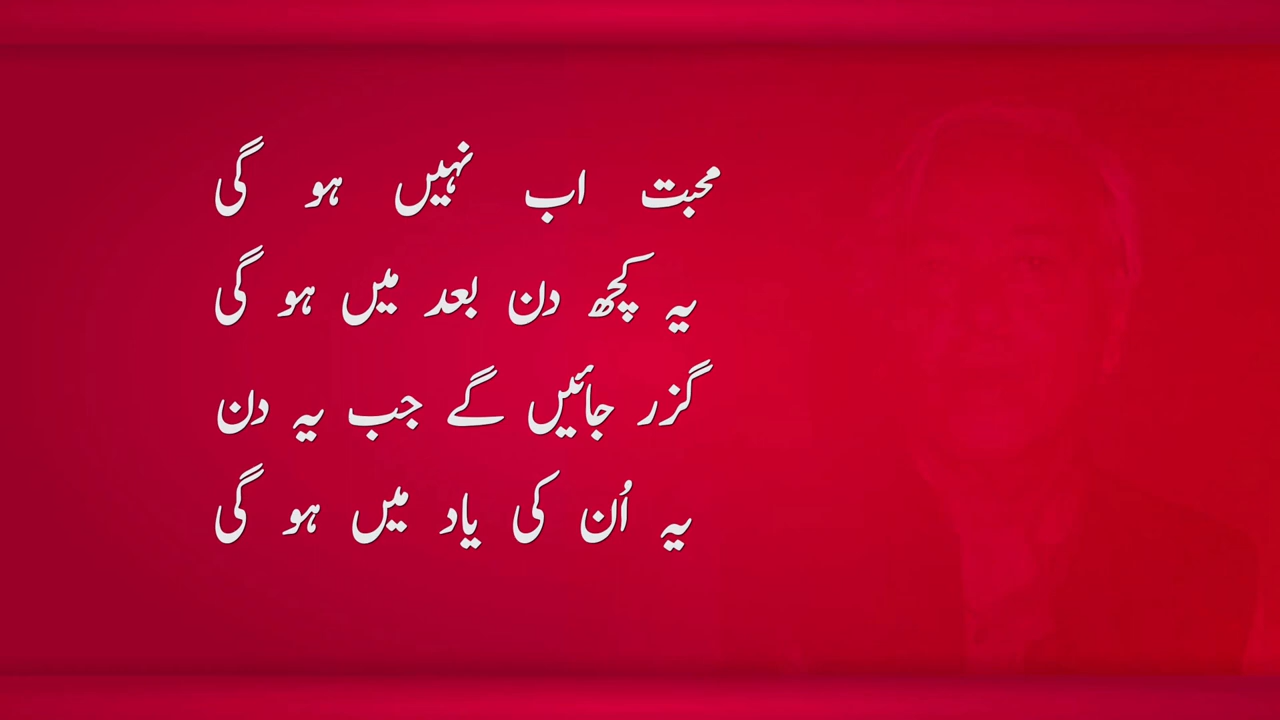 محبت اب نہیں ہو گی
یہ کچھ دن بعد میں ہو گی
گزر جائیں گے جب یہ دن
یہ اُن کی یاد میں ہو گی